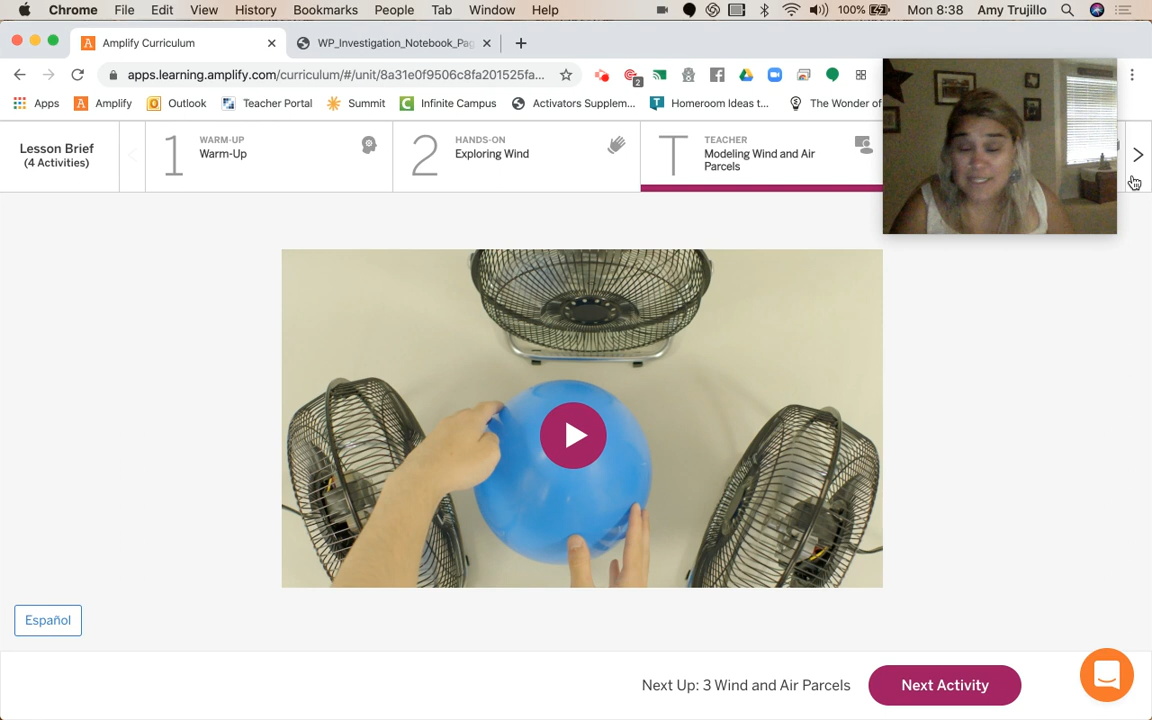 Chrome File Edit View History Bookmarks People Tab Window Help 100% Mon 8:38 Amy Trujillo
Amplify Curriculum WP_Investigation_Notebook_Pag
apps.learning.amplify.com/curriculum/#/unit/8a31e0f9506c8fa201525fa... 2
Apps Amplify Outlook Teacher Portal Summit Infinite Campus Activators Supplem... Homeroom Ideas t... The Wonder of
Lesson Brief
(4 Activities)
1 WARM-UP
Warm-Up
2 HANDS-ON
Exploring Wind
T TEACHER
Modeling Wind and Air
Parcels
Español
Next Up: 3 Wind and Air Parcels Next Activity